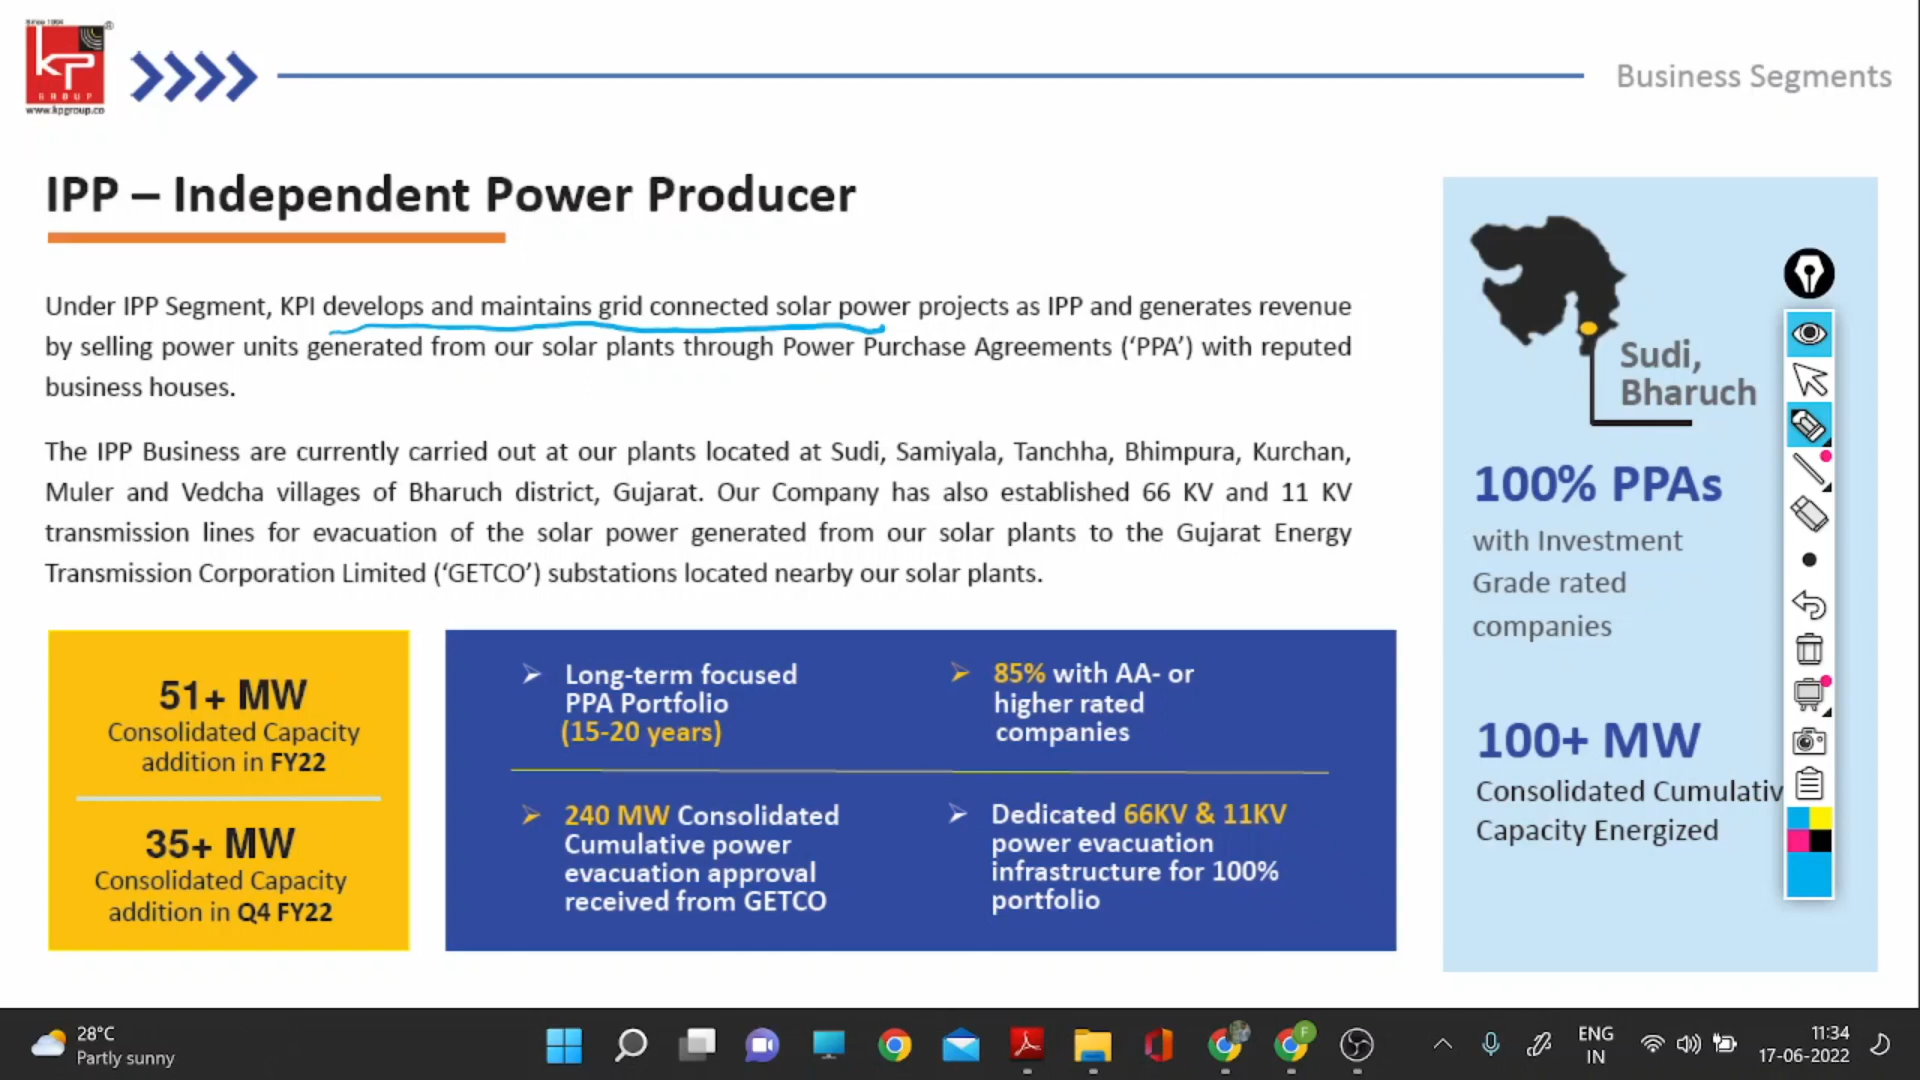 Since 1994
kp
GROUP
www.kpgroup.co
Business Segments
IPP – Independent Power Producer
Under IPP Segment, KPI develops and maintains grid connected solar power projects as IPP and generates revenue
by selling power units generated from our solar plants through Power Purchase Agreements (‘PPA’) with reputed
business houses.
The IPP Business are currently carried out at our plants located at Sudi, Samiyala, Tanchha, Bhimpura, Kurchan,
Muler and Vedcha villages of Bharuch district, Gujarat. Our Company has also established 66 KV and 11 KV
transmission lines for evacuation of the solar power generated from our solar plants to the Gujarat Energy
Transmission Corporation Limited (‘GETCO’) substations located nearby our solar plants.
51+ MW
Consolidated Capacity
addition in FY22
35+ MW
Consolidated Capacity
addition in Q4 FY22
Long-term focused
PPA Portfolio
(15-20 years)
85% with AA- or
higher rated
companies
240 MW Consolidated
Cumulative power
evacuation approval
received from GETCO
Dedicated 66KV & 11KV
power evacuation
infrastructure for 100%
portfolio
Sudi,
Bharuch
100% PPAs
with Investment
Grade rated
companies
100+ MW
Consolidated Cumulativ
Capacity Energized
28°C
Partly sunny
F
ENG
IN
11:34
17-06-2022